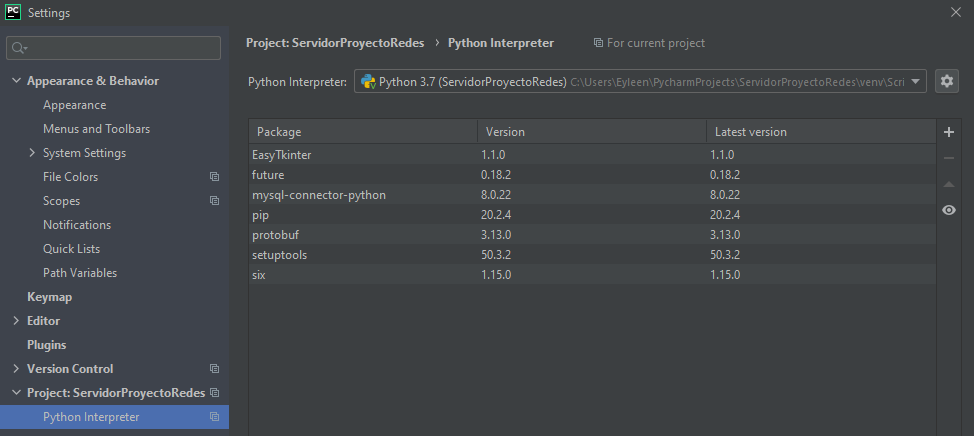 PC Settings
Project: ServidorProyectoRedes › Python Interpreter For current project
Python Interpreter: Python 3.7 (ServidorProyectoRedes) C:\Users\Eyleen\PycharmProjects\ServidorProyectoRedes\venv\Scri
Appearance & Behavior
Appearance
Menus and Toolbars
System Settings
File Colors
Scopes
Notifications
Quick Lists
Path Variables
Keymap
Editor
Plugins
Version Control
Project: ServidorProyectoRedes
Python Interpreter
Package Version Latest version
EasyTkinter 1.1.0 1.1.0
future 0.18.2 0.18.2
mysql-connector-python 8.0.22 8.0.22
pip 20.2.4 20.2.4
protobuf 3.13.0 3.13.0
setuptools 50.3.2 50.3.2
six 1.15.0 1.15.0